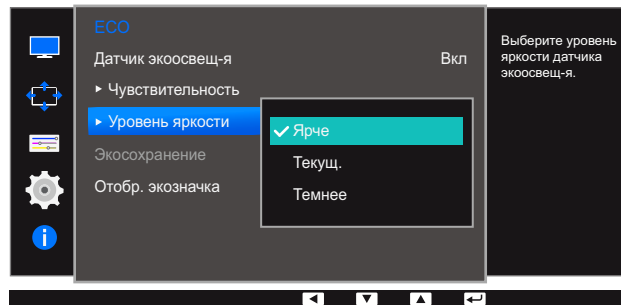 ECO
Датчик экоосвещ-я Вкл
Чувствительность
Уровень яркости
Экосохранение
Отобр. экозначка
Ярче
Текущ.
Темнее
Выберите уровень
яркости датчика
экоосвещ-я.